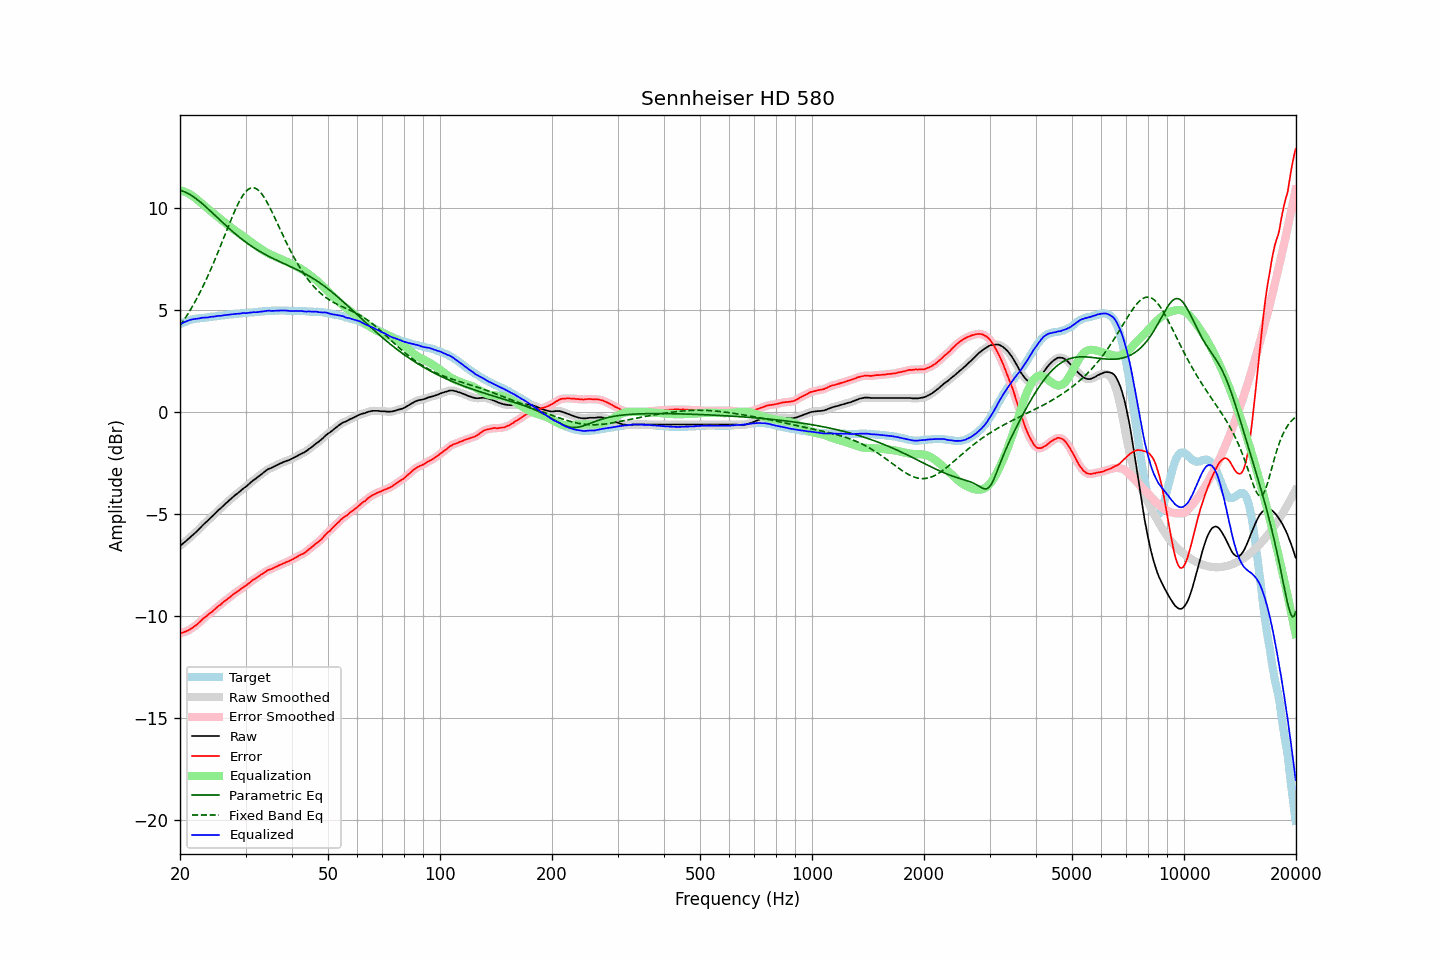 Sennheiser HD 580
Amplitude (dBr)
10
5
0
−5
−10
−15
−20
Target
Raw Smoothed
Error Smoothed
Raw
Error
Equalization
Parametric Eq
Fixed Band Eq
Equalized
20 50 100 200 500 1000 2000 5000 10000 20000
Frequency (Hz)